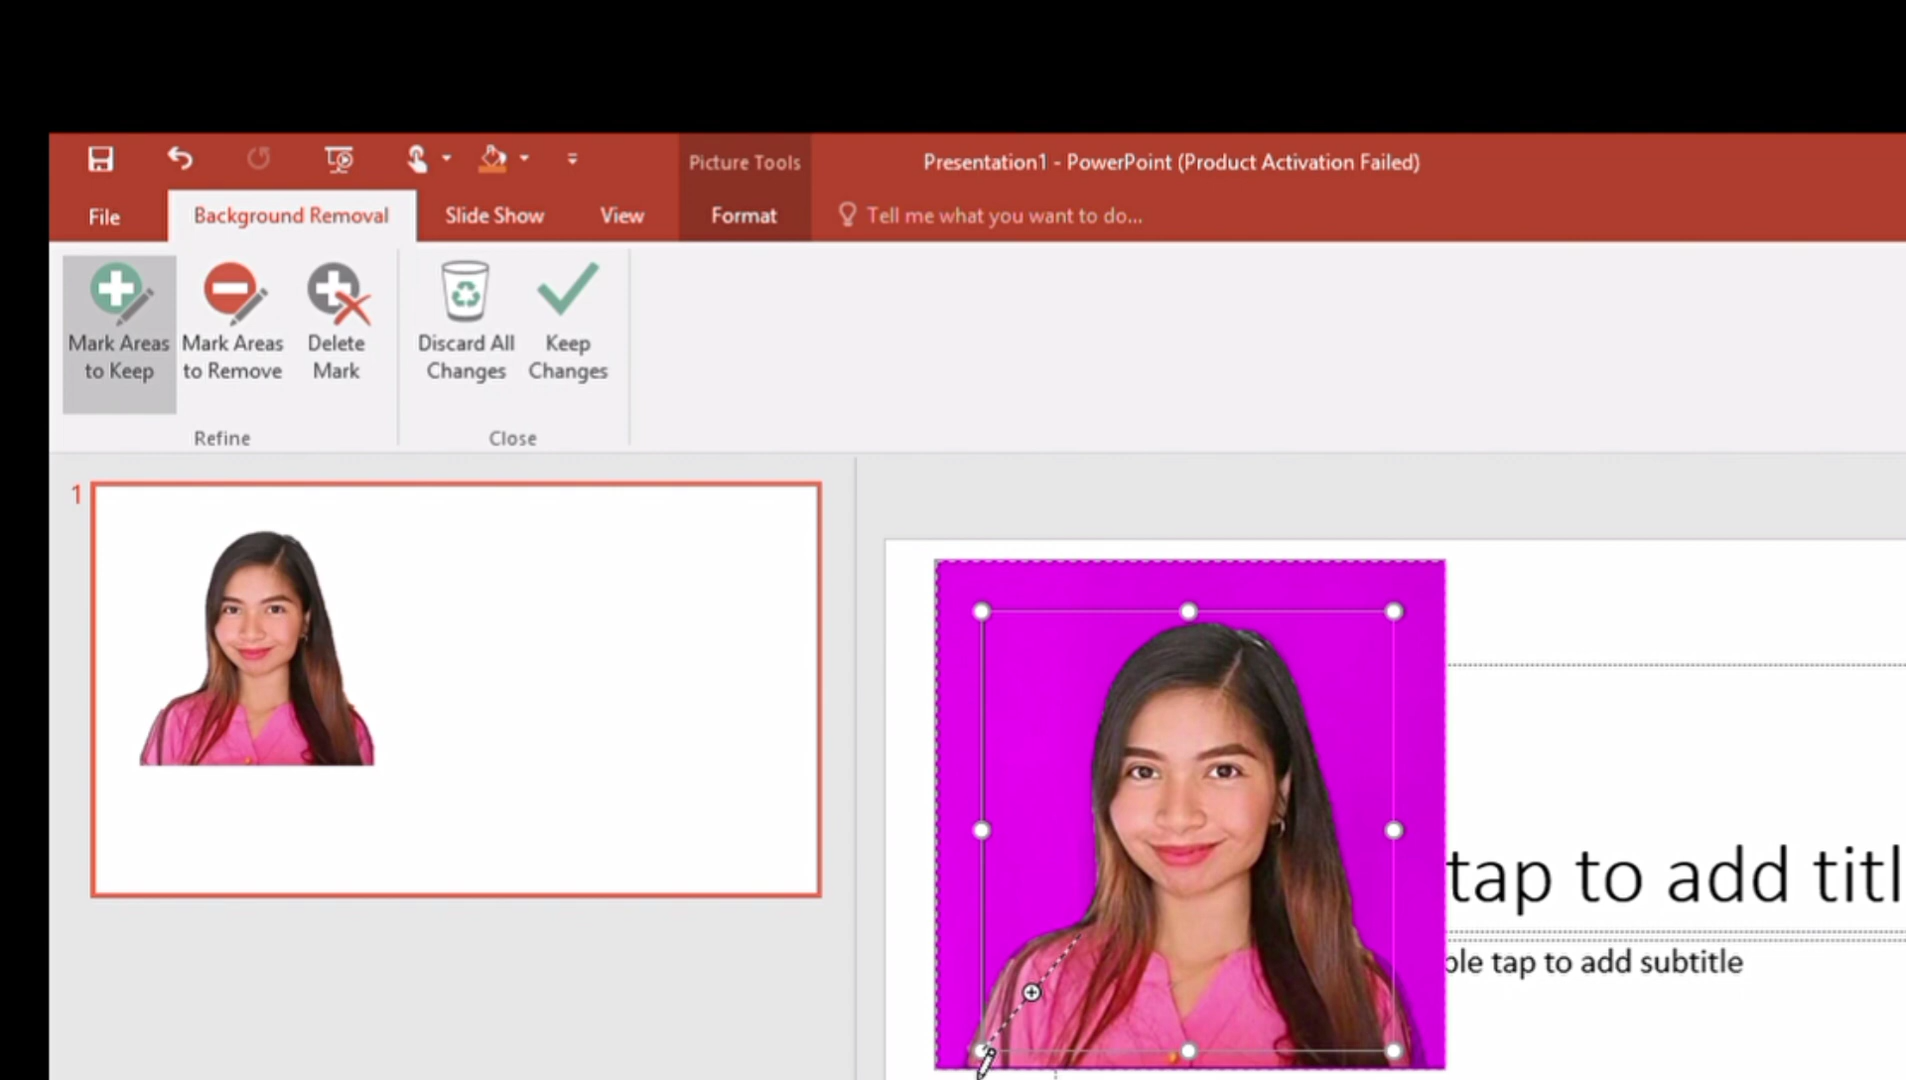 Picture Tools
Presentation1 - PowerPoint (Product Activation Failed)
File
Background Removal
Slide Show
View
Format
Tell me what you want to do...
Mark Areas
to Keep
Mark Areas
to Remove
Delete
Mark
Discard All
Changes
Keep
Changes
Refine
Close
1
tap to add titl
ble tap to add subtitle